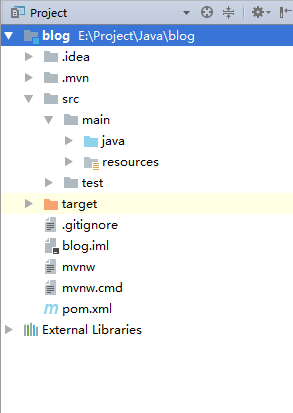 Project
blog E:\Project\Java\blog
.idea
.mvn
src
main
java
resources
test
target
.gitignore
blog.iml
mvnw
mvnw.cmd
pom.xml
External Libraries